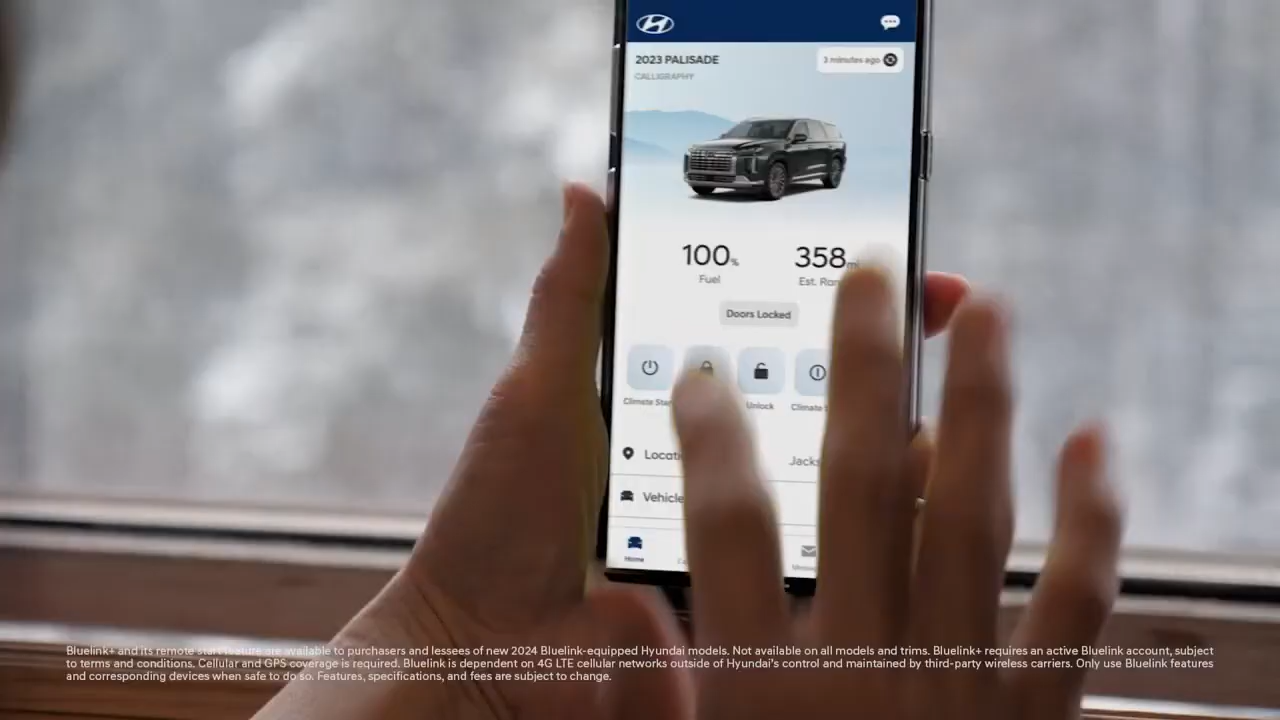 2023 PALISADE
3 minutes ago
CALLIGRAPHY
100%
358
Fuel
Est.
Doors Locked
Climate
Unlock
Climate
Vehicle
Home
Bluelink+ and its remote start feature are available to purchasers and lessees of new 2024 Bluelink-equipped Hyundai models. Not available on all models and trims. Bluelink+ requires an active Bluelink account, subject
to terms and conditions. Cellular and GPS coverage is required. Bluelink is dependent on 4G LTE cellular networks outside of Hyundai's control and maintained by third-party wireless carriers. Only use Bluelink features
and corresponding devices when safe to do so. Features, specifications, and fees are subject to change.